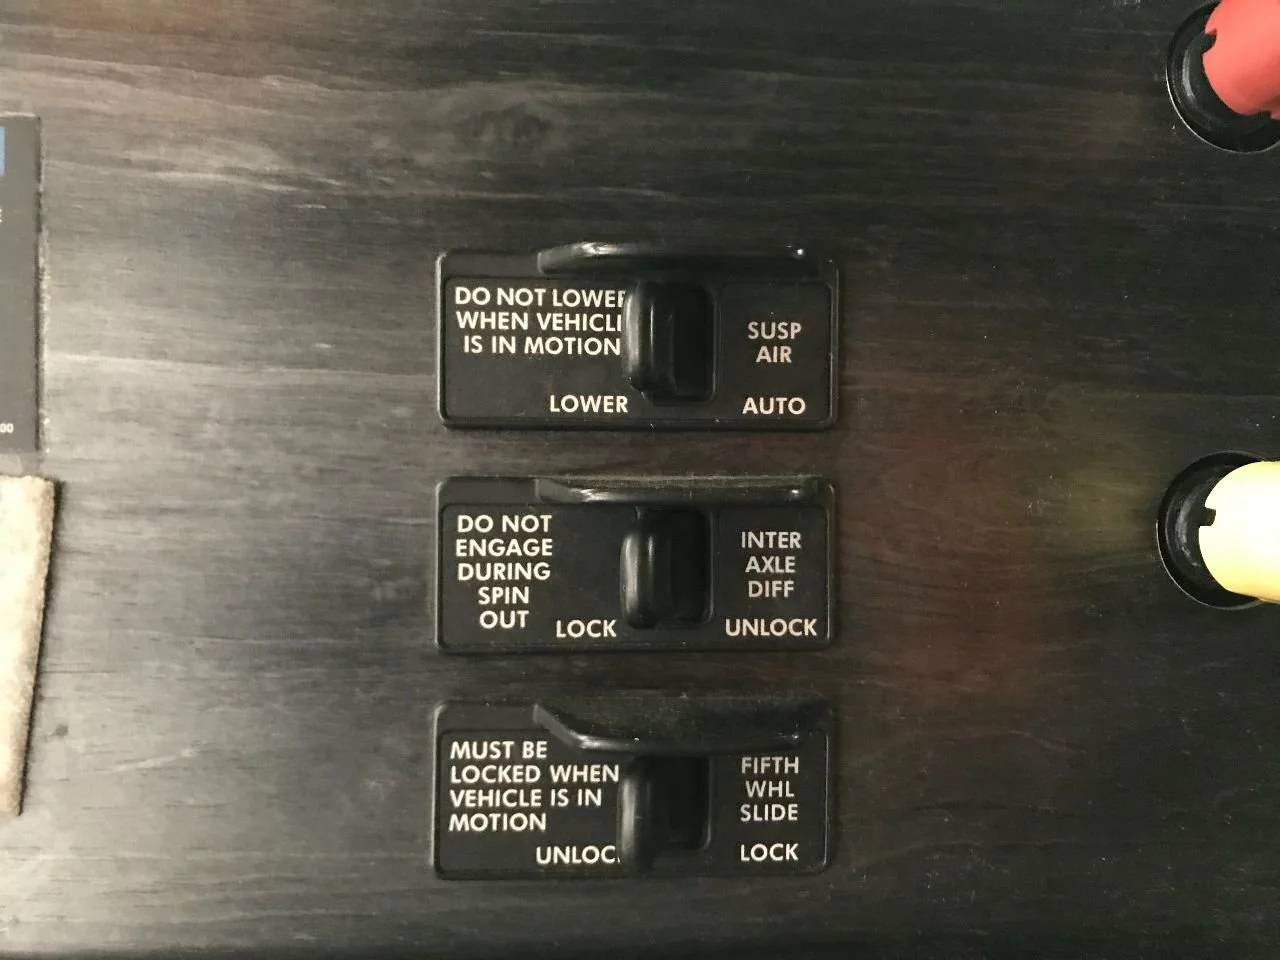 DO NOT LOWER
WHEN VEHICLE
IS IN MOTION
SUSP
AIR
LOWER
AUTO
DO NOT
ENGAGE
DURING
SPIN
OUT
INTER
AXLE
DIFF
LOCK
UNLOCK
MUST BE
LOCKED WHEN
VEHICLE IS IN
MOTION
FIFTH
WHL
SLIDE
UNLOCK
LOCK